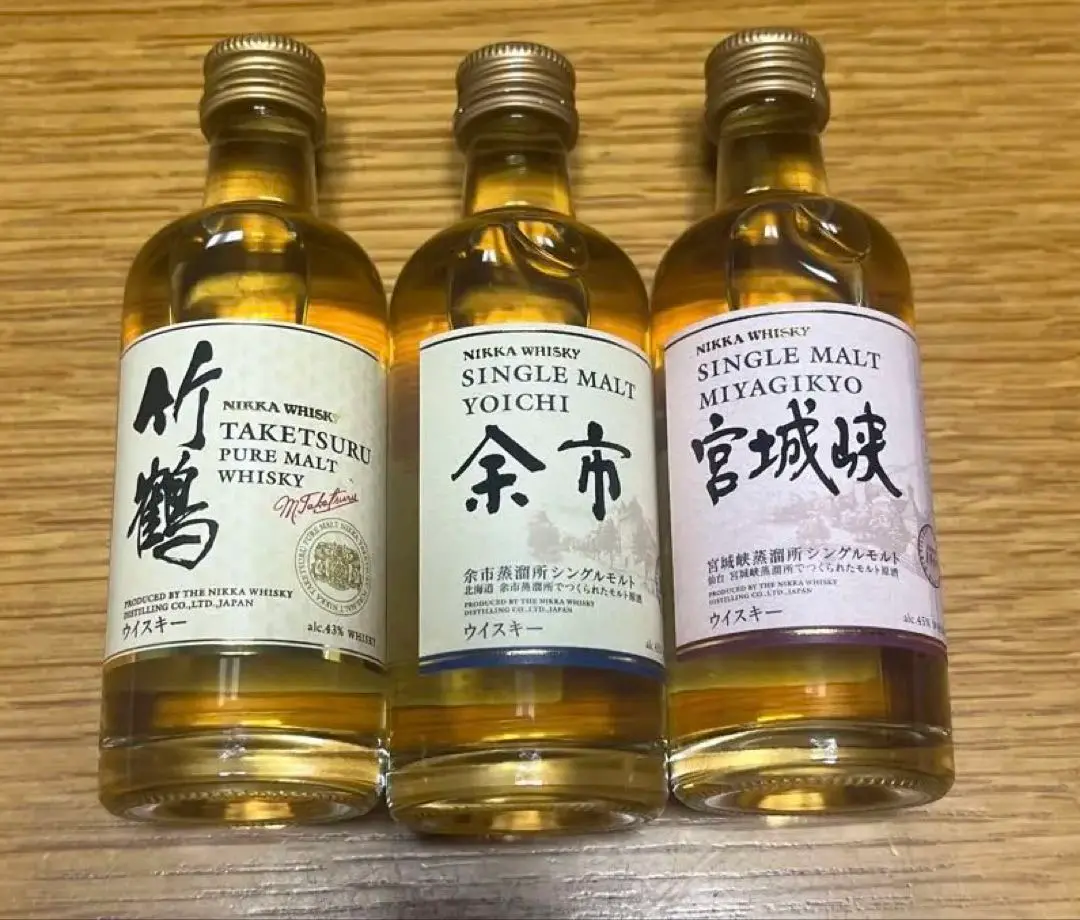 竹鶴
NIKKA WHISKY
TAKETSURU
PURE MALT
WHISKY
M.Taketsuru
PRODUCED BY THE NIKKA WHISKY
DISTILLING CO.,LTD.,JAPAN
ウイスキー
alc.43% WHISKY
NIKKA WHISKY
SINGLE MALT
YOICHI
余市
余市蒸溜所シングルモルト
北海道 余市蒸溜所でつくられたモルト原酒
PRODUCED BY THE NIKKA WHISKY
DISTILLING CO.,LTD.,JAPAN
ウイスキー
NIKKA WHISKY
SINGLE MALT
MIYAGIKYO
宮城峡
宮城峡蒸溜所シングルモルト
仙台 宮城峡蒸溜所でつくられたモルト原酒
PRODUCED BY THE NIKKA WHISKY
DISTILLING CO.,LTD.,JAPAN
ウイスキー
alc.45%